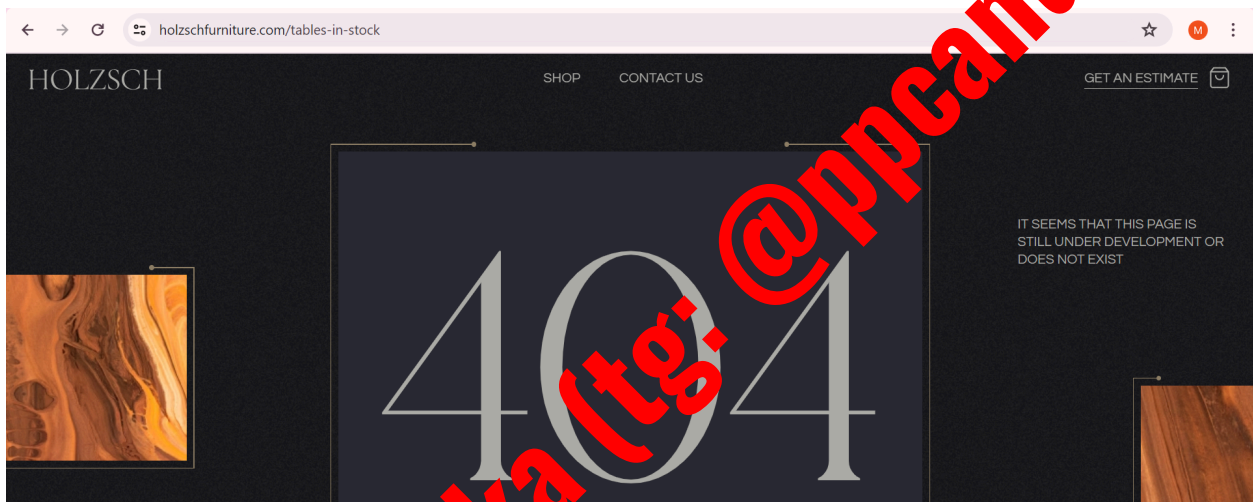 holzschfurniture.com/tables-in-stock
M
HOLZSCH
SHOP
CONTACT US
GET AN ESTIMATE
IT SEEMS THAT THIS PAGE IS
STILL UNDER DEVELOPMENT OR
DOES NOT EXIST
404
(tg: